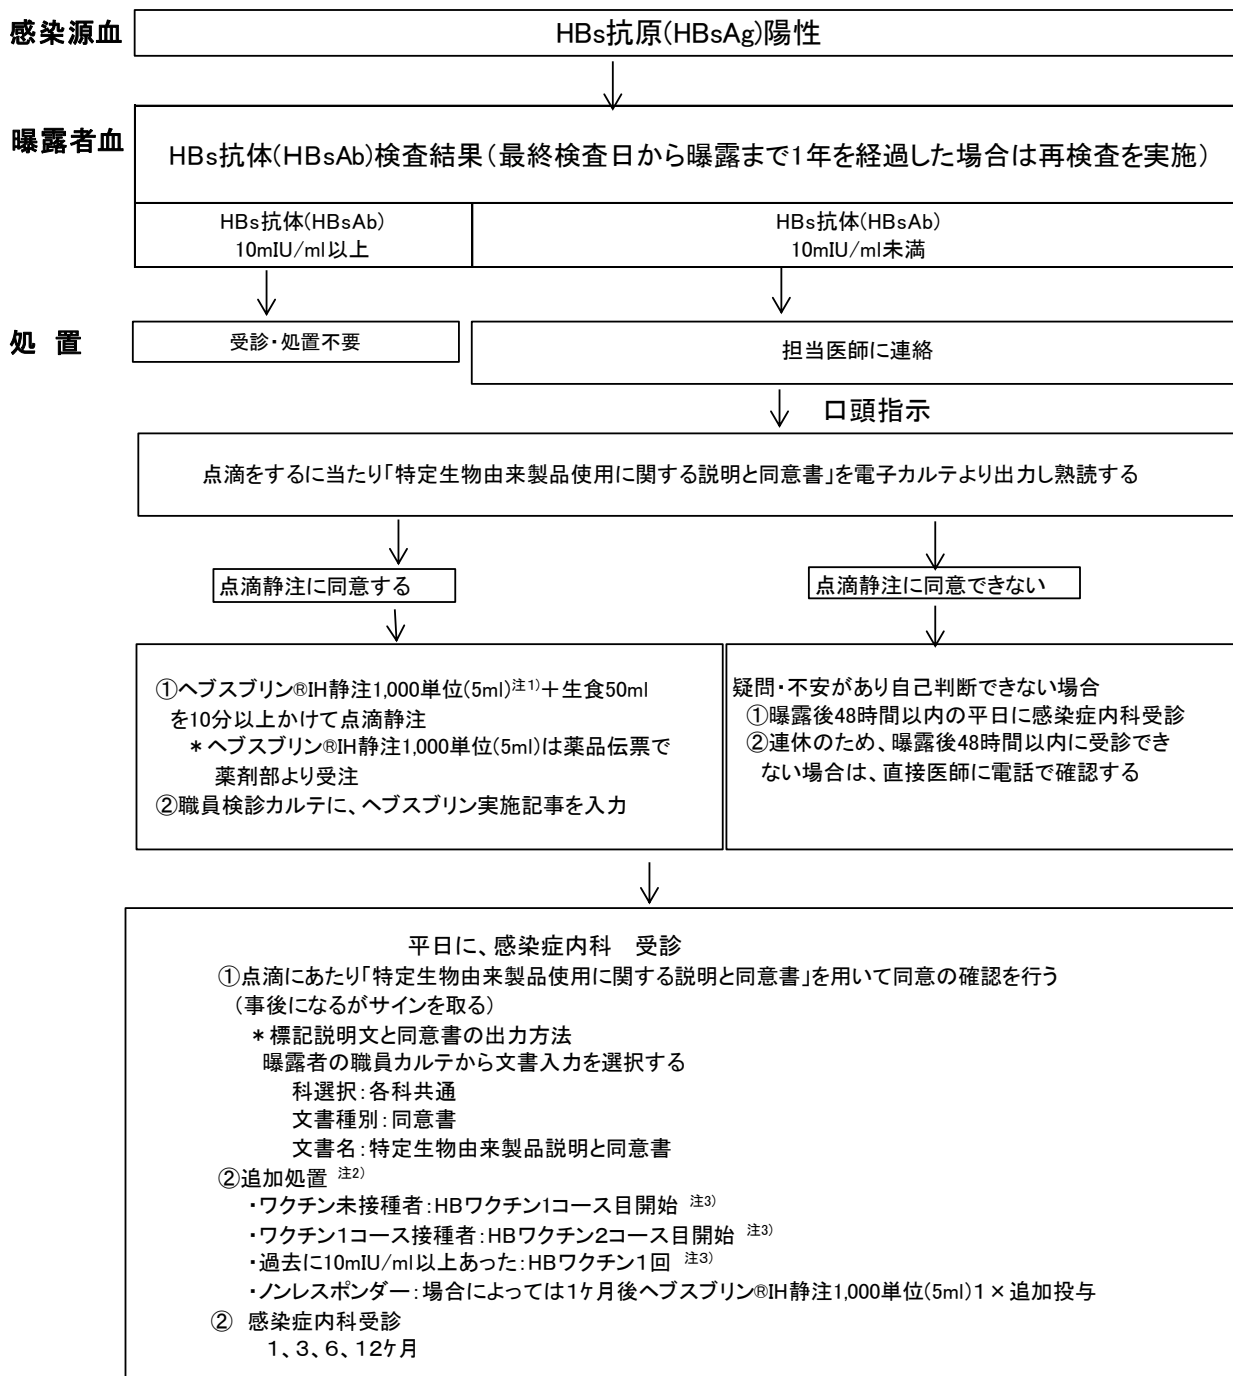 感染源血
HBs抗原(HBsAg)陽性
曝露者血
HBs抗体(HBsAb)検査結果(最終検査日から曝露まで1年を経過した場合は再検査を実施)
HBs抗体(HBsAb)
10mIU/ml以上
HBs抗体(HBsAb)
10mIU/ml未満
処 置
受診・処置不要
担当医師に連絡
口頭指示
点滴をするに当たり「特定生物由来製品使用に関する説明と同意書」を電子カルテより出力し熟読する
点滴静注に同意する
点滴静注に同意できない
①ヘブスブリン®IH静注1,000単位(5ml)注1)+生食50ml
を10分以上かけて点滴静注
*ヘブスブリン®IH静注1,000単位(5ml)は薬品伝票で
薬剤部より受注
②職員検診カルテに、ヘブスブリン実施記事を入力
疑問・不安があり自己判断できない場合
①曝露後48時間以内の平日に感染症内科受診
②連休のため、曝露後48時間以内に受診でき
ない場合は、直接医師に電話で確認する
平日に、感染症内科 受診
①点滴にあたり「特定生物由来製品使用に関する説明と同意書」を用いて同意の確認を行う
(事後になるがサインを取る)
*標記説明文と同意書の出力方法
曝露者の職員カルテから文書入力を選択する
科選択:各科共通
文書種別:同意書
文書名:特定生物由来製品説明と同意書
②追加処置 注2)
・ワクチン未接種者:HBワクチン1コース目開始 注3)
・ワクチン1コース接種者:HBワクチン2コース目開始 注3)
・過去に10mIU/ml以上あった:HBワクチン1回 注3)
・ノンレスポンダー:場合によっては1ヶ月後ヘブスブリン®IH静注1,000単位(5ml)1×追加投与
② 感染症内科受診
1、3、6、12ケ月